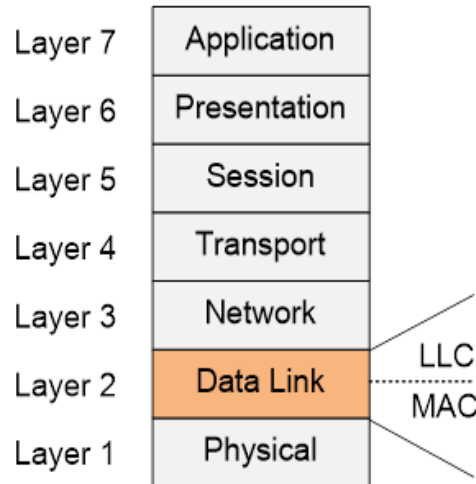 Layer 7 Application
Layer 6 Presentation
Layer 5 Session
Layer 4 Transport
Layer 3 Network
LLC
Layer 2 Data Link
MAC
Layer 1 Physical